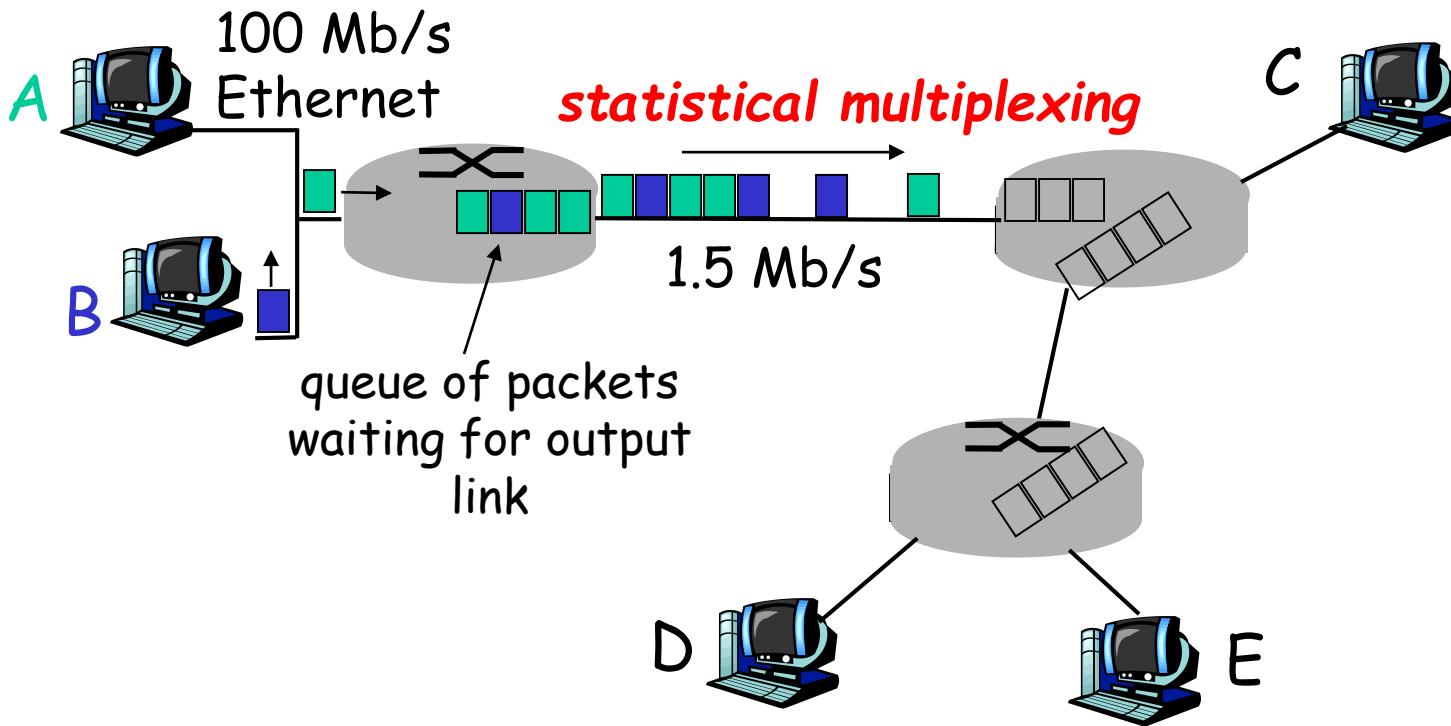 A
100 Mb/s
Ethernet
statistical multiplexing
C
B
1.5 Mb/s
queue of packets
waiting for output
link
D
E